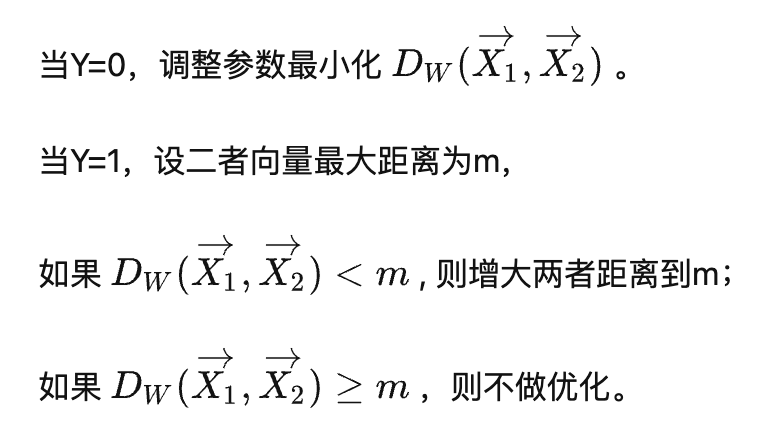 当Y=0，调整参数最小化 $D_W(\overrightarrow{X_1}, \overrightarrow{X_2})$ 。
当Y=1，设二者向量最大距离为m，
如果 $D_W(\overrightarrow{X_1}, \overrightarrow{X_2}) < m$ , 则增大两者距离到m；
如果 $D_W(\overrightarrow{X_1}, \overrightarrow{X_2}) \geq m$ ，则不做优化。